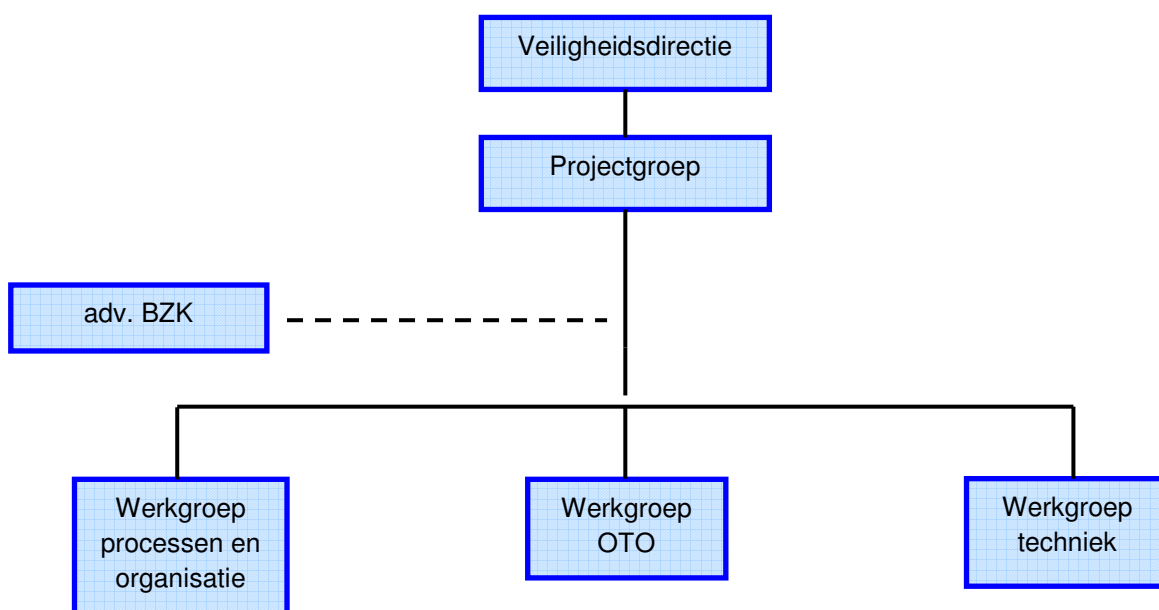 Veiligheidsdirectie
Projectgroep
adv. BZK
Werkgroep
processen en
organisatie
Werkgroep
OTO
Werkgroep
techniek